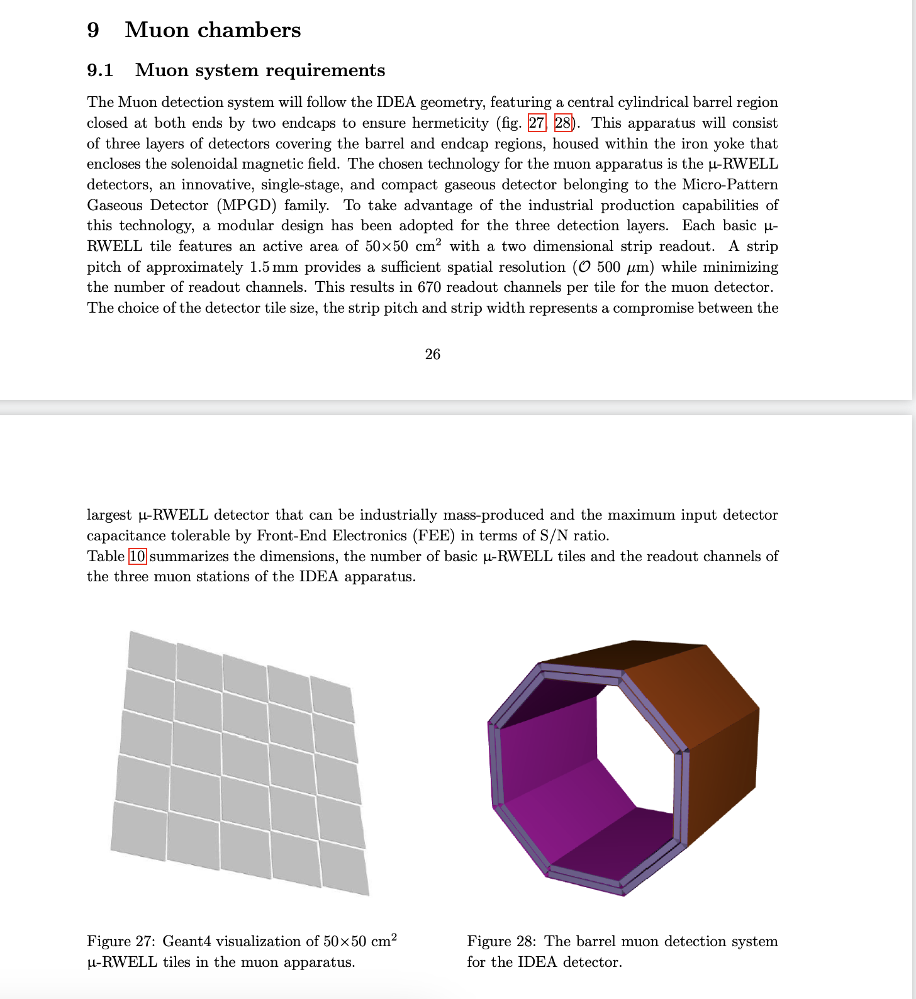 9 Muon chambers
9.1 Muon system requirements
The Muon detection system will follow the IDEA geometry, featuring a central cylindrical barrel region
closed at both ends by two endcaps to ensure hermeticity (fig. 27, 28). This apparatus will consist
of three layers of detectors covering the barrel and endcap regions, housed within the iron yoke that
encloses the solenoidal magnetic field. The chosen technology for the muon apparatus is the μ-RWELL
detectors, an innovative, single-stage, and compact gaseous detector belonging to the Micro-Pattern
Gaseous Detector (MPGD) family. To take advantage of the industrial production capabilities of
this technology, a modular design has been adopted for the three detection layers. Each basic μ-
RWELL tile features an active area of 50×50 cm² with a two dimensional strip readout. A strip
pitch of approximately 1.5 mm provides a sufficient spatial resolution (𝒪 500 μm) while minimizing
the number of readout channels. This results in 670 readout channels per tile for the muon detector.
The choice of the detector tile size, the strip pitch and strip width represents a compromise between the
26
largest μ-RWELL detector that can be industrially mass-produced and the maximum input detector
capacitance tolerable by Front-End Electronics (FEE) in terms of S/N ratio.
Table 10 summarizes the dimensions, the number of basic μ-RWELL tiles and the readout channels of
the three muon stations of the IDEA apparatus.
Figure 27: Geant4 visualization of 50×50 cm²
μ-RWELL tiles in the muon apparatus.
Figure 28: The barrel muon detection system
for the IDEA detector.